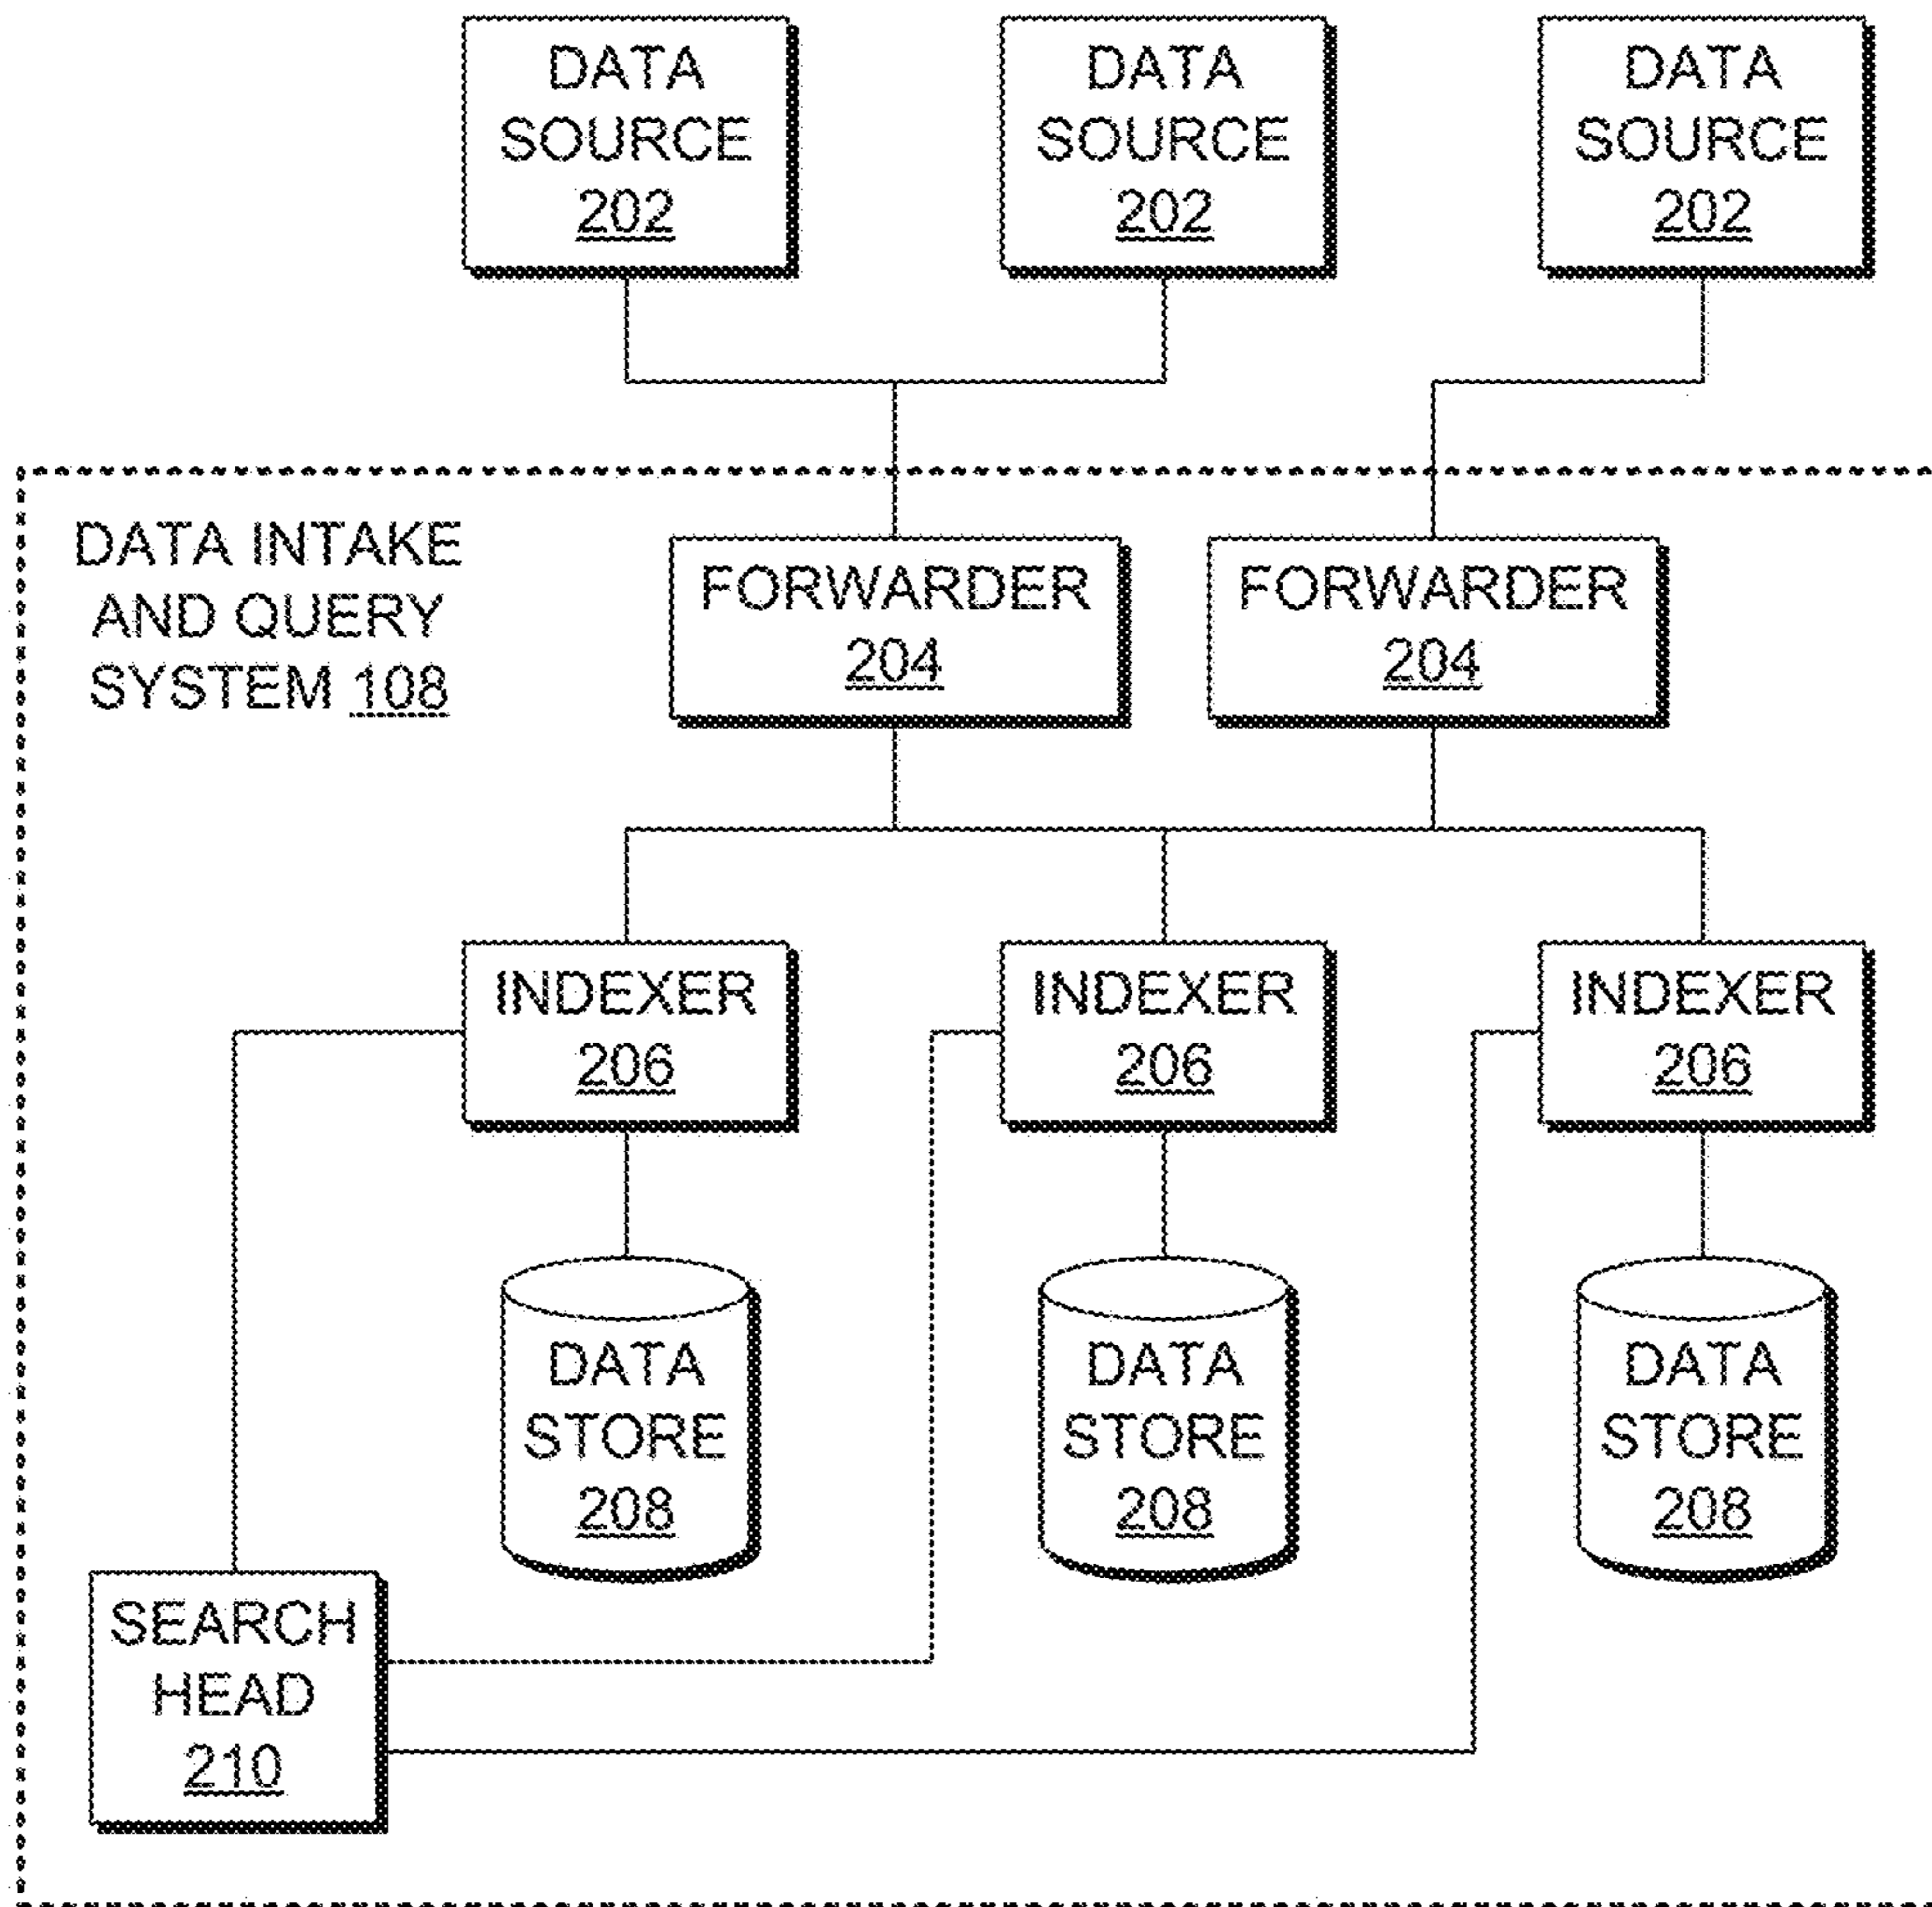 DATA
SOURCE
202
DATA
SOURCE
202
DATA
SOURCE
202
DATA INTAKE
AND QUERY
SYSTEM 108
FORWARDER
204
FORWARDER
204
INDEXER
206
INDEXER
206
INDEXER
206
DATA
STORE
208
DATA
STORE
208
DATA
STORE
208
SEARCH
HEAD
210